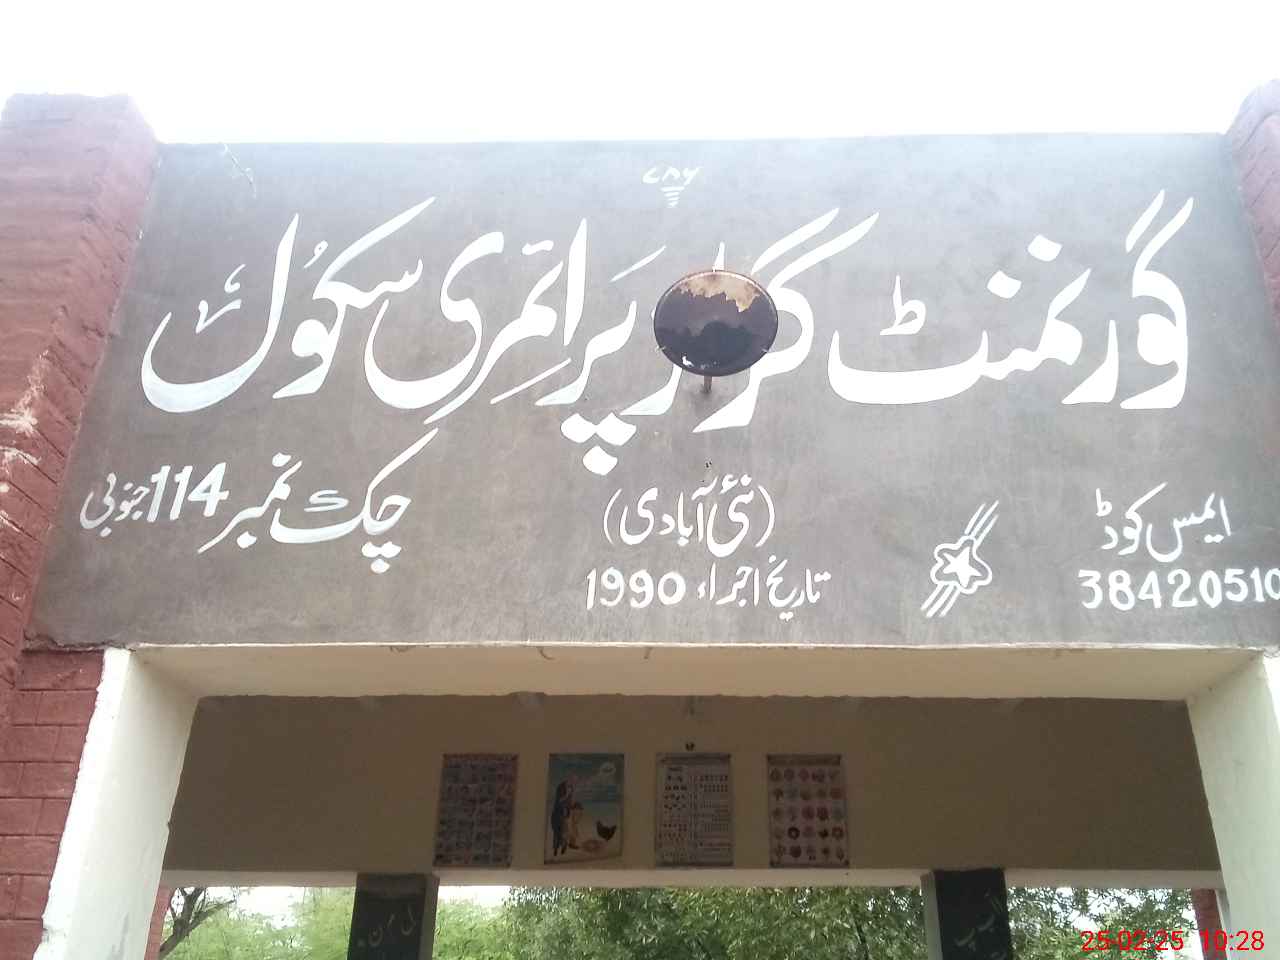 ۷۸۶
گورنمنٹ گرلز پرائمری سکول
(نئی آبادی)
چک نمبر 114 جنوبی
تاریخ اجراء 1990
ایمس کوڈ
38420510
25-02-25 10:28